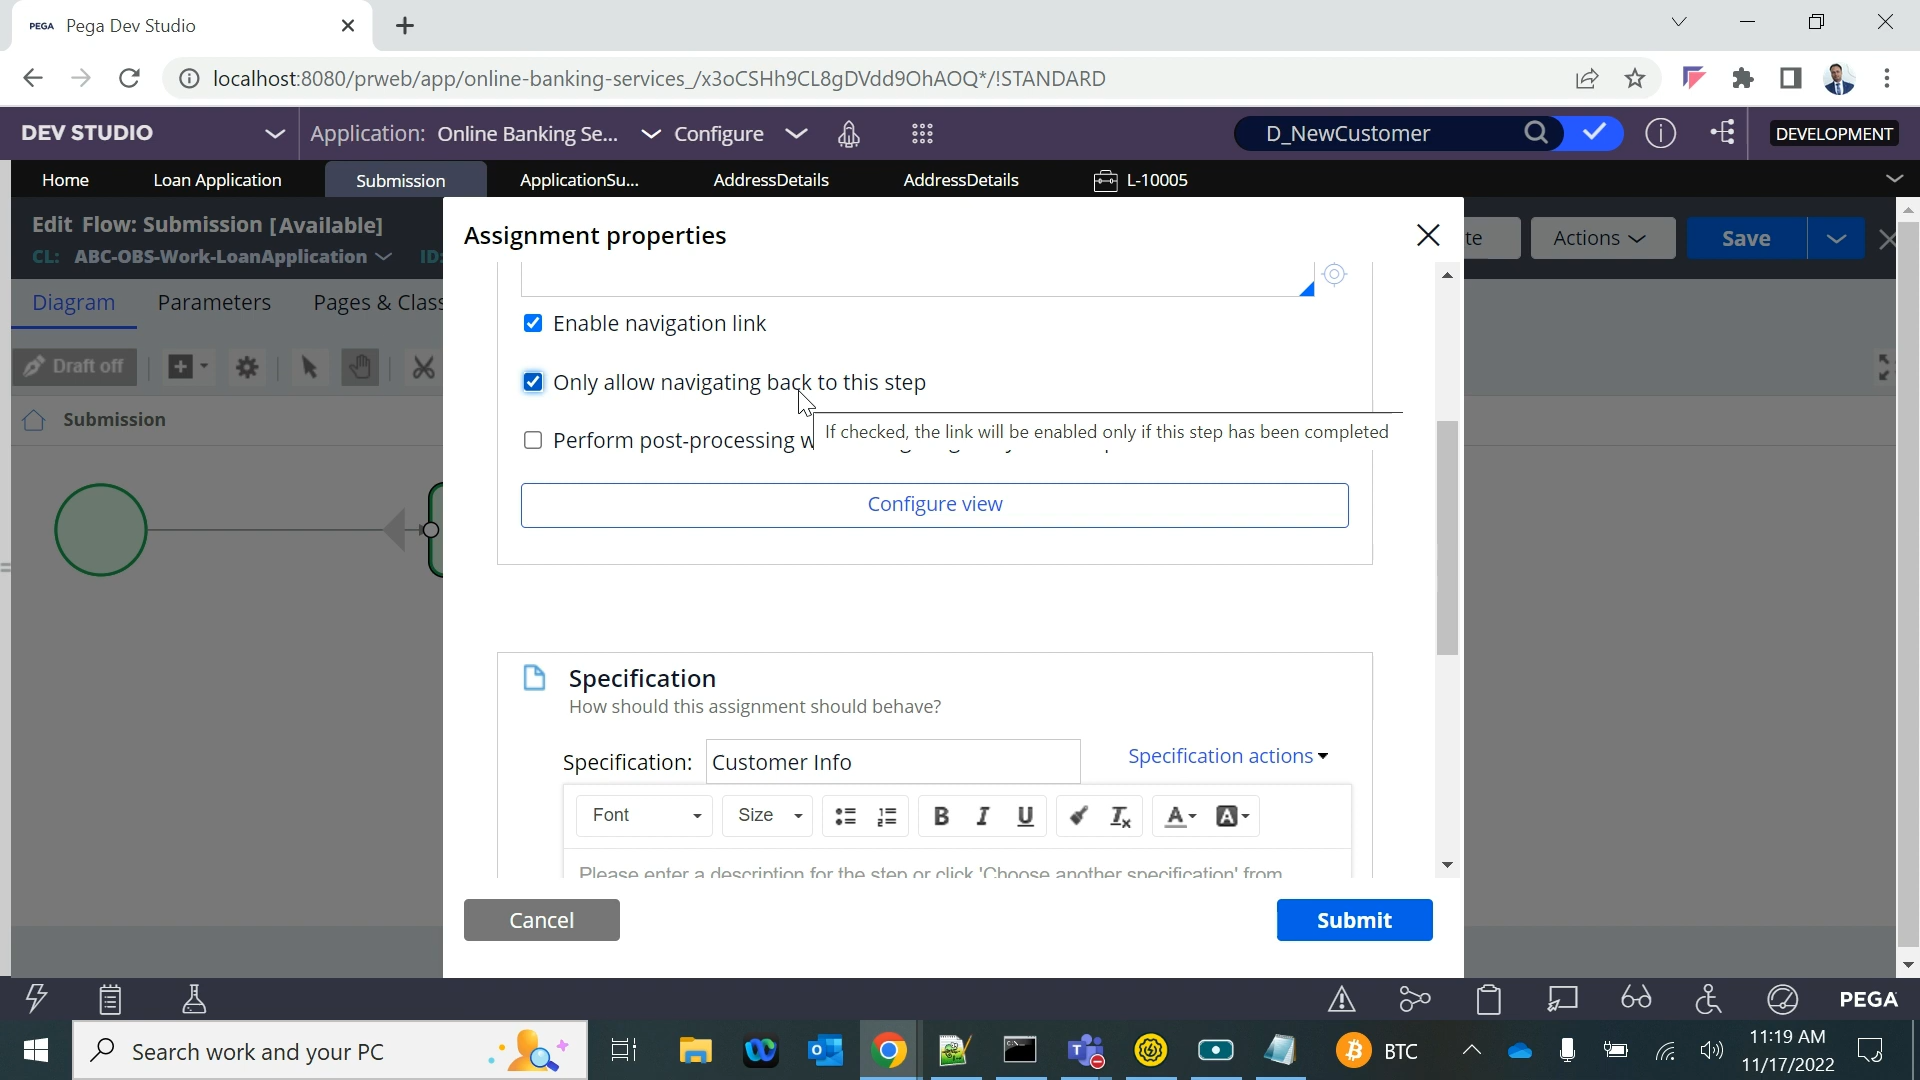 PEGA Pega Dev Studio
localhost:8080/prweb/app/online-banking-services_/x3oCSHh9CL8gDVdd9OhAOQ*/!STANDARD
DEV STUDIO Application: Online Banking Se... Configure D_NewCustomer DEVELOPMENT
Home Loan Application Submission ApplicationSu... AddressDetails AddressDetails L-10005
Edit Flow: Submission [Available] Assignment properties te Actions Save
CL: ABC-OBS-Work-LoanApplication ID:
Diagram Parameters Pages & Class
Enable navigation link
Draft off
Only allow navigating back to this step
Submission
If checked, the link will be enabled only if this step has been completed
Perform post-processing w
Configure view
Specification
How should this assignment should behave?
Specification: Customer Info Specification actions
Font Size B I U Tx A A
Please enter a description for the step or click 'Choose another specification' from
Cancel Submit
PEGA
Search work and your PC BTC 11:19 AM
11/17/2022